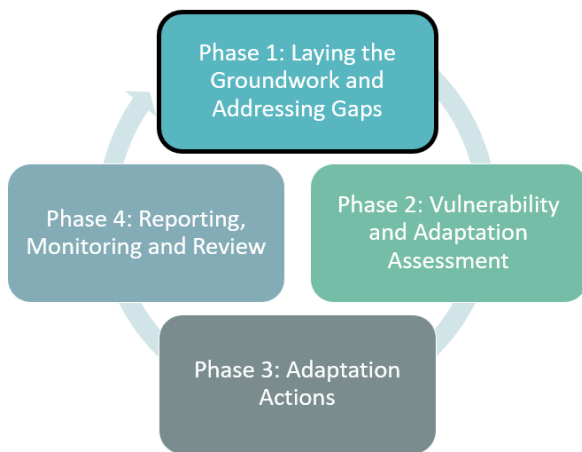 Phase 1: Laying the
Groundwork and
Addressing Gaps
Phase 2: Vulnerability
and Adaptation
Assessment
Phase 3: Adaptation
Actions
Phase 4: Reporting,
Monitoring and Review